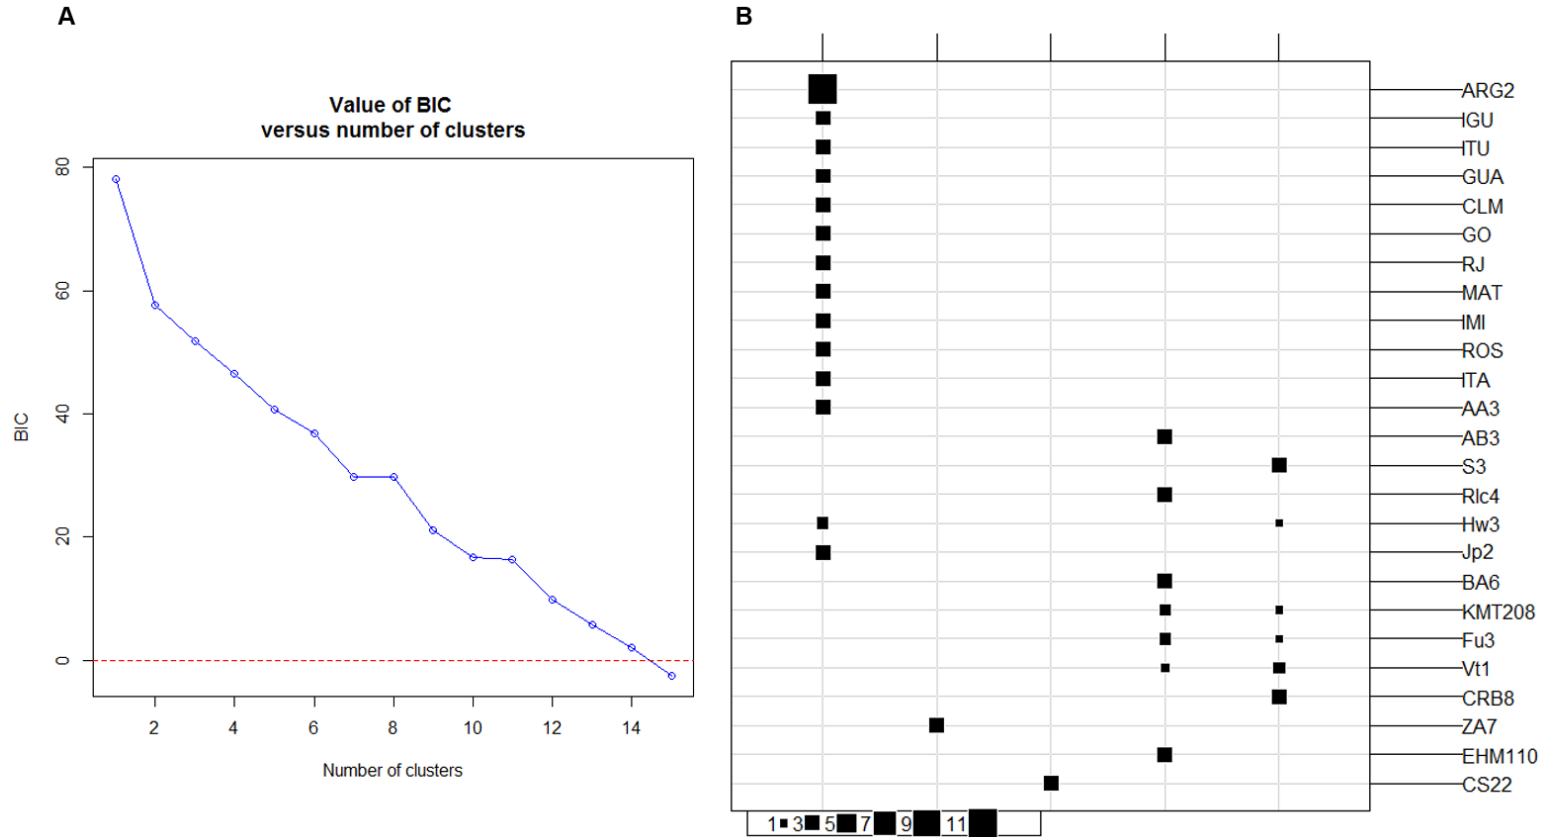 A
Value of BIC
versus number of clusters
BIC
80
60
40
20
0
2 4 6 8 10 12 14
Number of clusters
B
ARG2
IGU
ITU
GUA
CLM
GO
RJ
MAT
IMI
ROS
ITA
AA3
AB3
S3
Rlc4
Hw3
Jp2
BA6
KMT208
Fu3
Vt1
CRB8
ZA7
EHM110
CS22
1 3 5 7 9 11